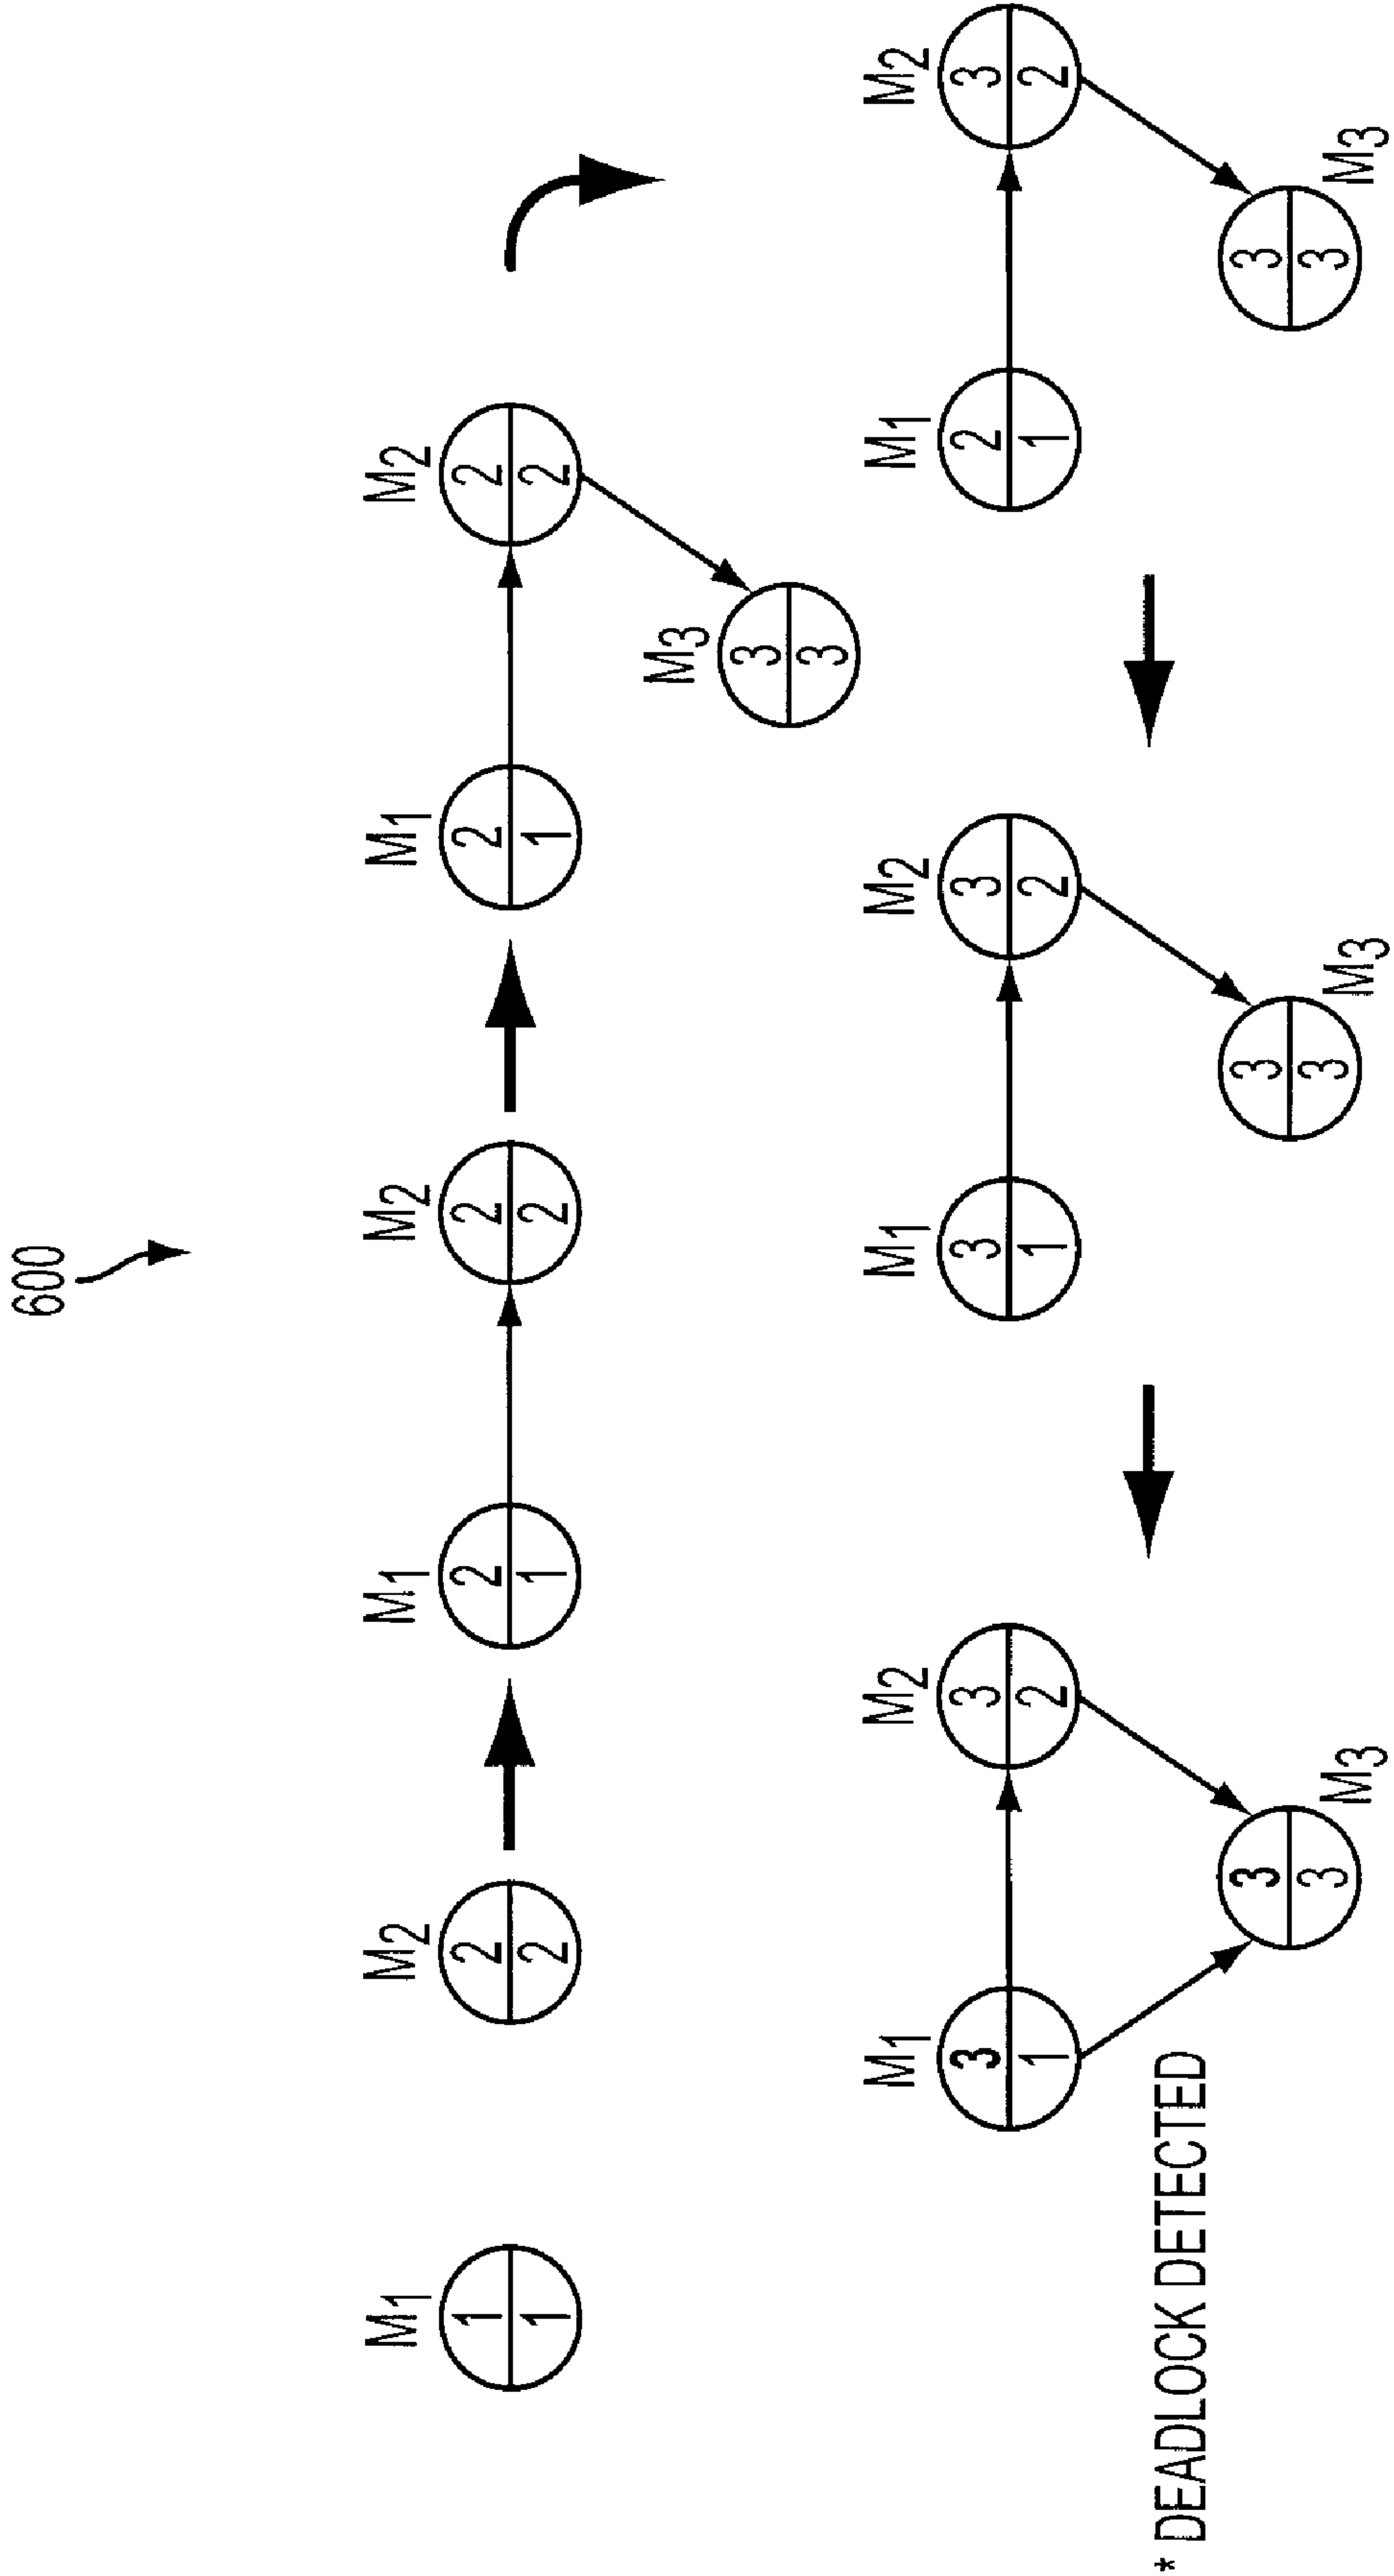 600
M1 M2 M1 M2 M1 M2
1 2 2 2 2 2
1 2 1 2 1 2
M3
3
3
M1 M2 M1 M2 M1 M2
3 3 3 3 2 3
1 2 1 2 1 2
* DEADLOCK DETECTED
3 3 3
3 3 3
M3 M3 M3